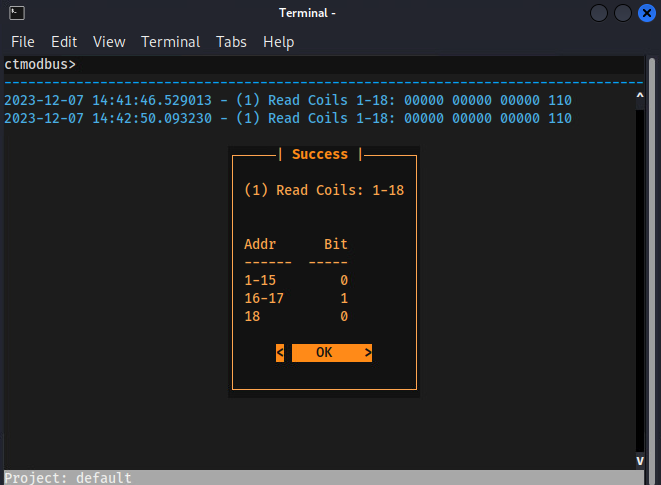 Terminal -
File Edit View Terminal Tabs Help
ctmodbus>
2023-12-07 14:41:46.529013 - (1) Read Coils 1-18: 00000 00000 00000 110
2023-12-07 14:42:50.093230 - (1) Read Coils 1-18: 00000 00000 00000 110
| Success |
(1) Read Coils: 1-18
Addr Bit
------ -----
1-15 0
16-17 1
18 0
< OK >
Project: default